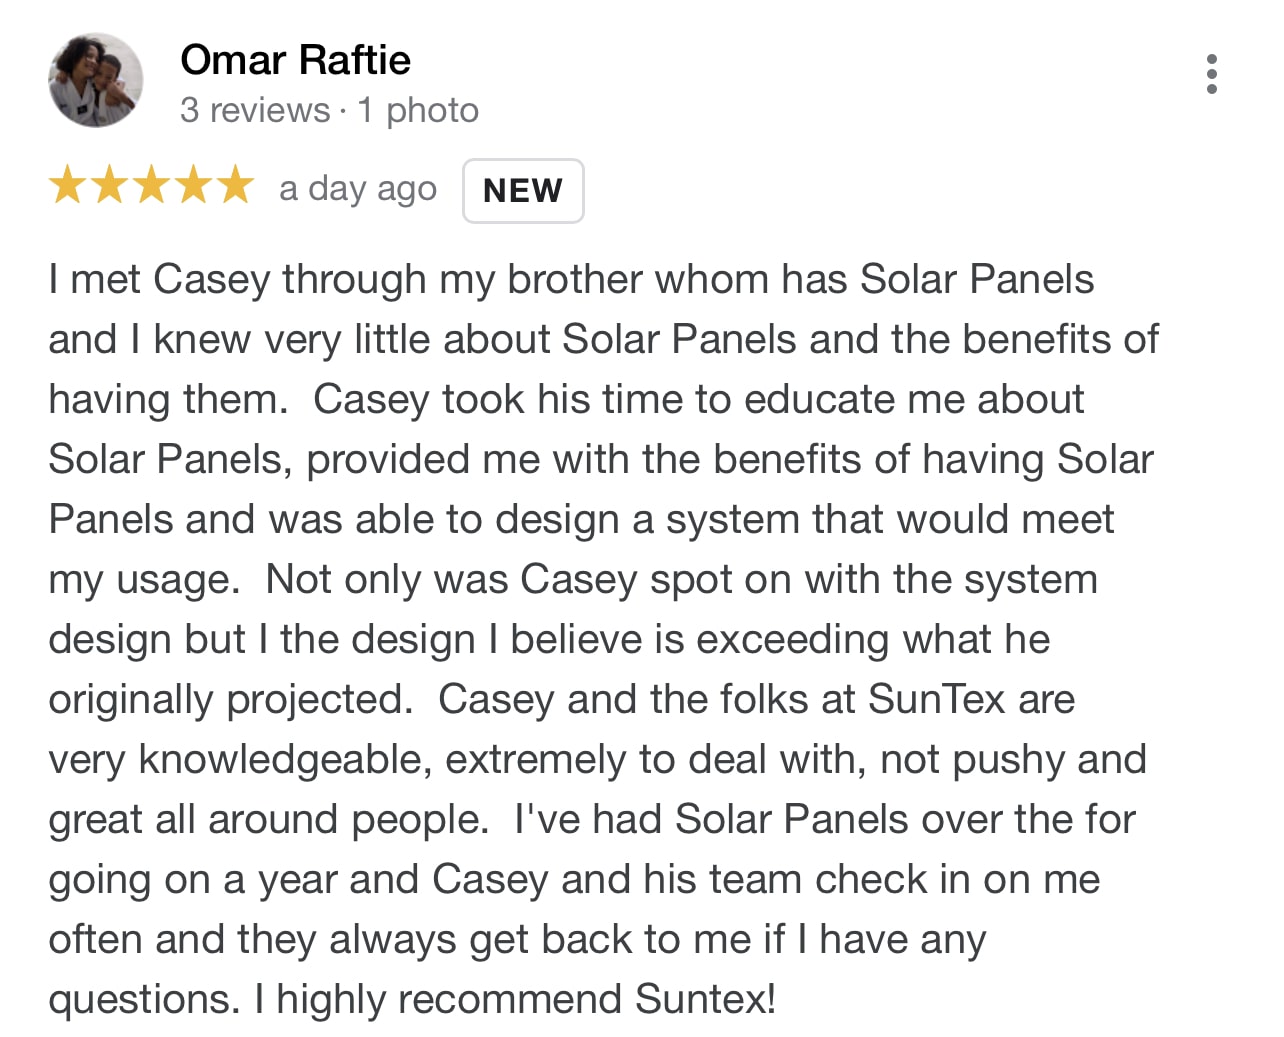 Omar Raftie
3 reviews · 1 photo
a day ago NEW
I met Casey through my brother whom has Solar Panels
and I knew very little about Solar Panels and the benefits of
having them.  Casey took his time to educate me about
Solar Panels, provided me with the benefits of having Solar
Panels and was able to design a system that would meet
my usage.  Not only was Casey spot on with the system
design but I the design I believe is exceeding what he
originally projected.  Casey and the folks at SunTex are
very knowledgeable, extremely to deal with, not pushy and
great all around people.  I've had Solar Panels over the for
going on a year and Casey and his team check in on me
often and they always get back to me if I have any
questions. I highly recommend Suntex!